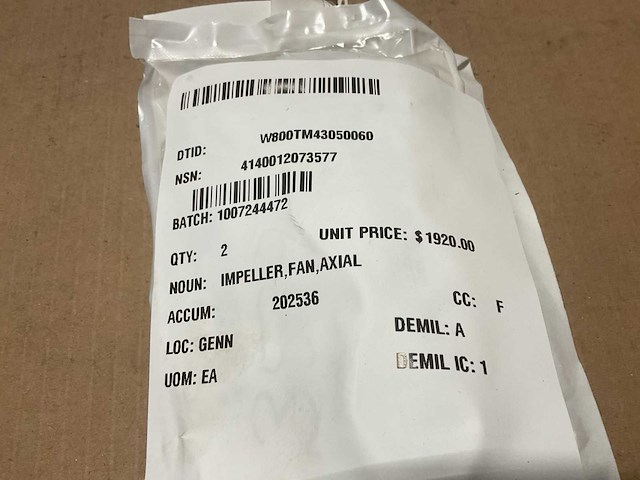 DTID: W800TM43050060
NSN: 4140012073577
BATCH: 1007244472
QTY: 2 UNIT PRICE: $1920.00
NOUN: IMPELLER,FAN,AXIAL
ACCUM: 202536 CC: F
LOC: GENN DEMIL: A
UOM: EA DEMIL IC: 1